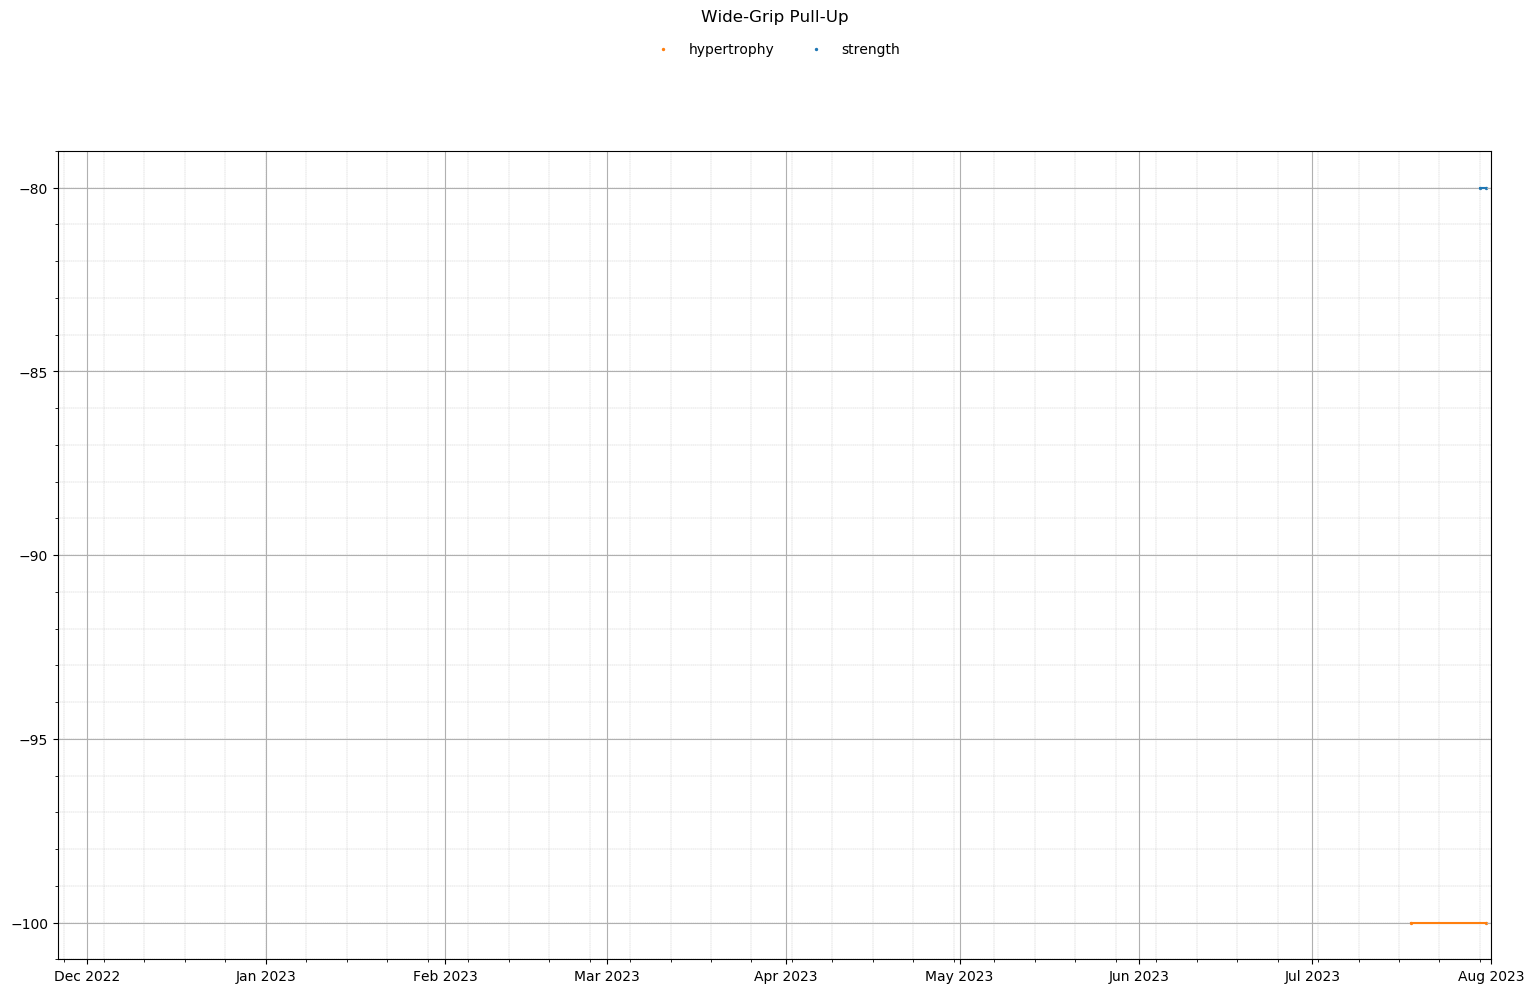 Wide-Grip Pull-Up
hypertrophy strength
−80
−85
−90
−95
−100
Dec 2022 Jan 2023 Feb 2023 Mar 2023 Apr 2023 May 2023 Jun 2023 Jul 2023 Aug 2023